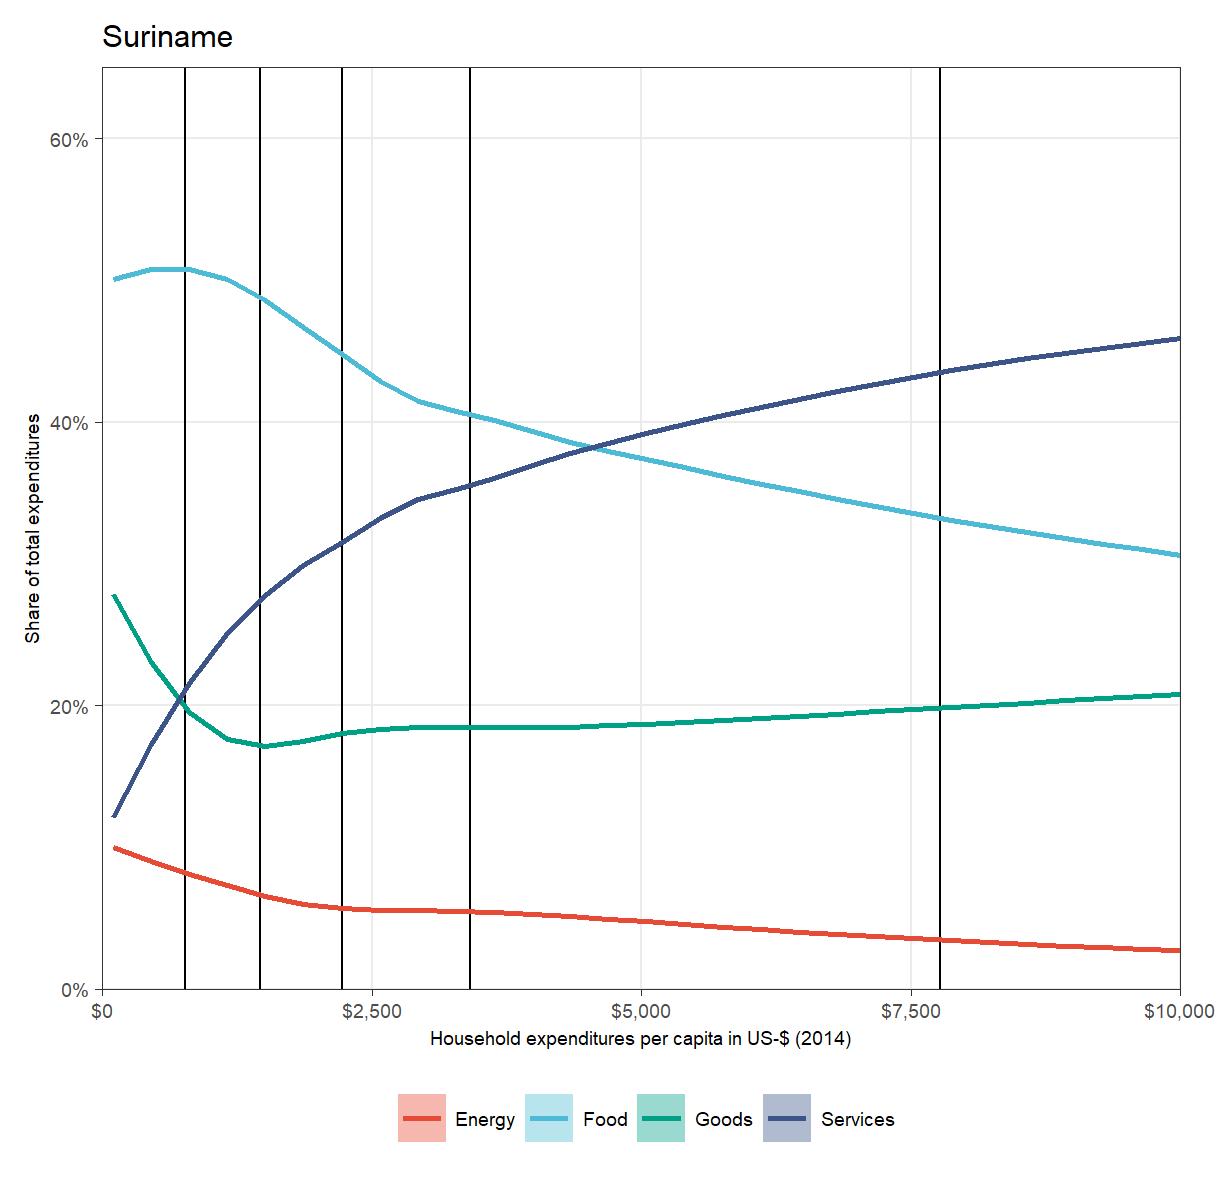 Suriname
60%
40%
20%
0%
Share of total expenditures
$0 $2,500 $5,000 $7,500 $10,000
Household expenditures per capita in US-$ (2014)
Energy Food Goods Services